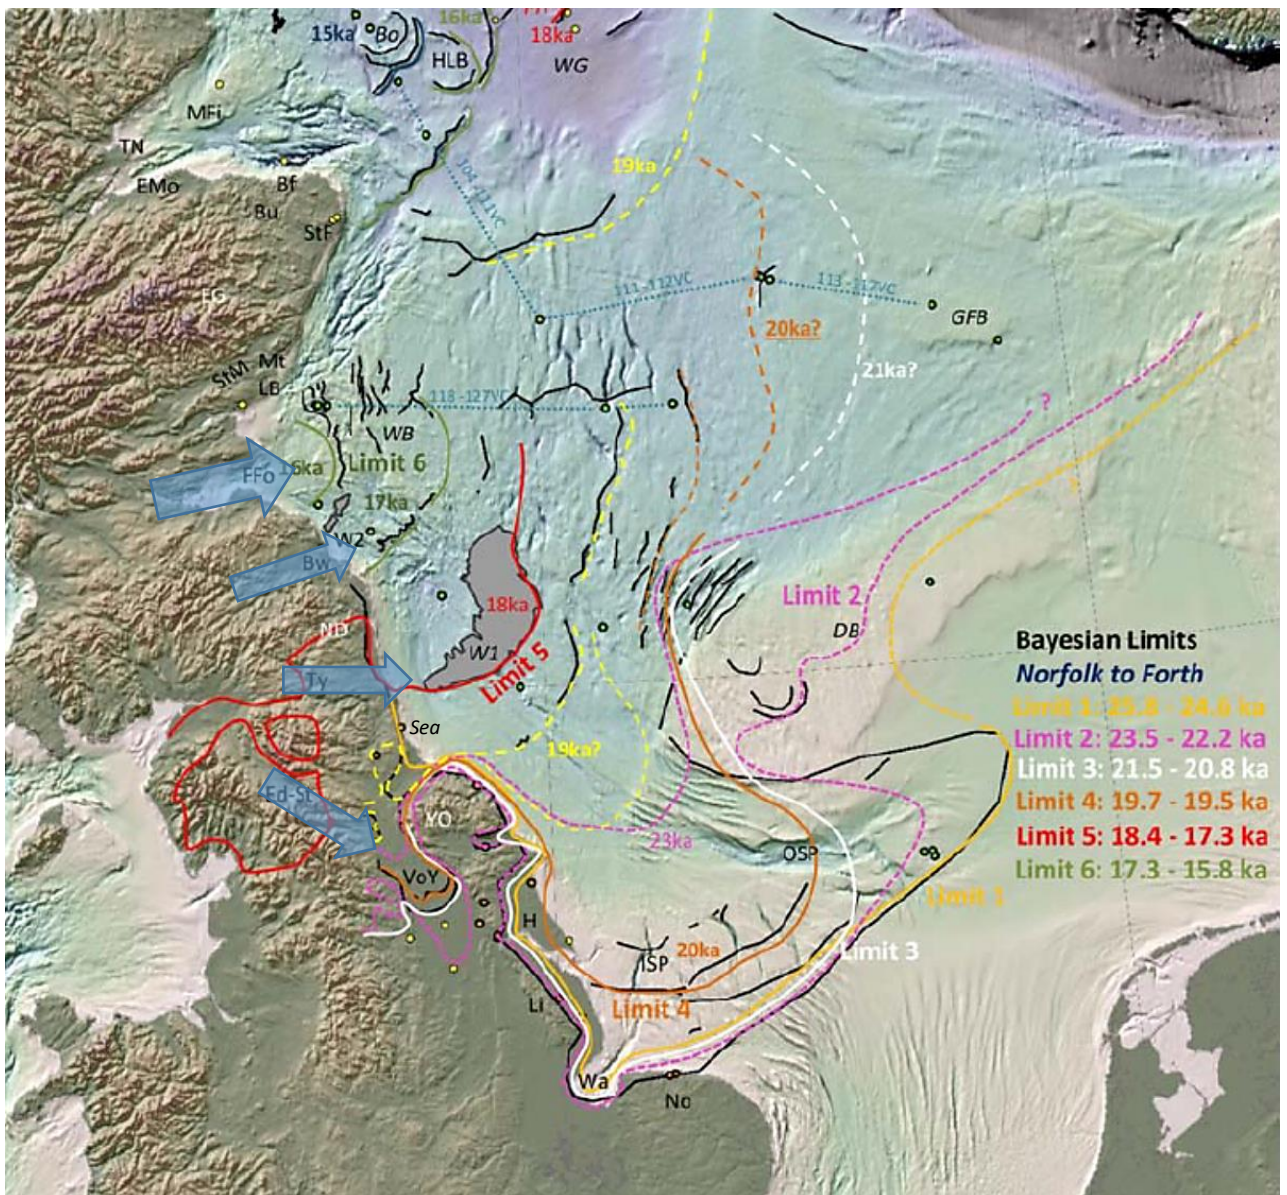 16ka
15ka
Bo
18ka
HLB
WG
MFi
TN
EMo
Bf
Bu
StF
19ka
104-111VC
111-112VC
113-117VC
GFB
20ka?
21ka?
StM
Mt
LB
118-127VC
WB
?
FFo
16ka
Limit 6
17ka
W2
Bw
18ka
Limit 2
DB
W1
Limit 5
Ty
Sea
19ka?
Bayesian Limits
Norfolk to Forth
Limit 1: 25.8 - 24.6 ka
Limit 2: 23.5 - 22.2 ka
Limit 3: 21.5 - 20.8 ka
Limit 4: 19.7 - 19.5 ka
Limit 5: 18.4 - 17.3 ka
Limit 6: 17.3 - 15.8 ka
Ed-St
YO
23ka
OSP
VoY
Limit 1
H
20ka
ISP
Limit 3
Li
Limit 4
Wa
No